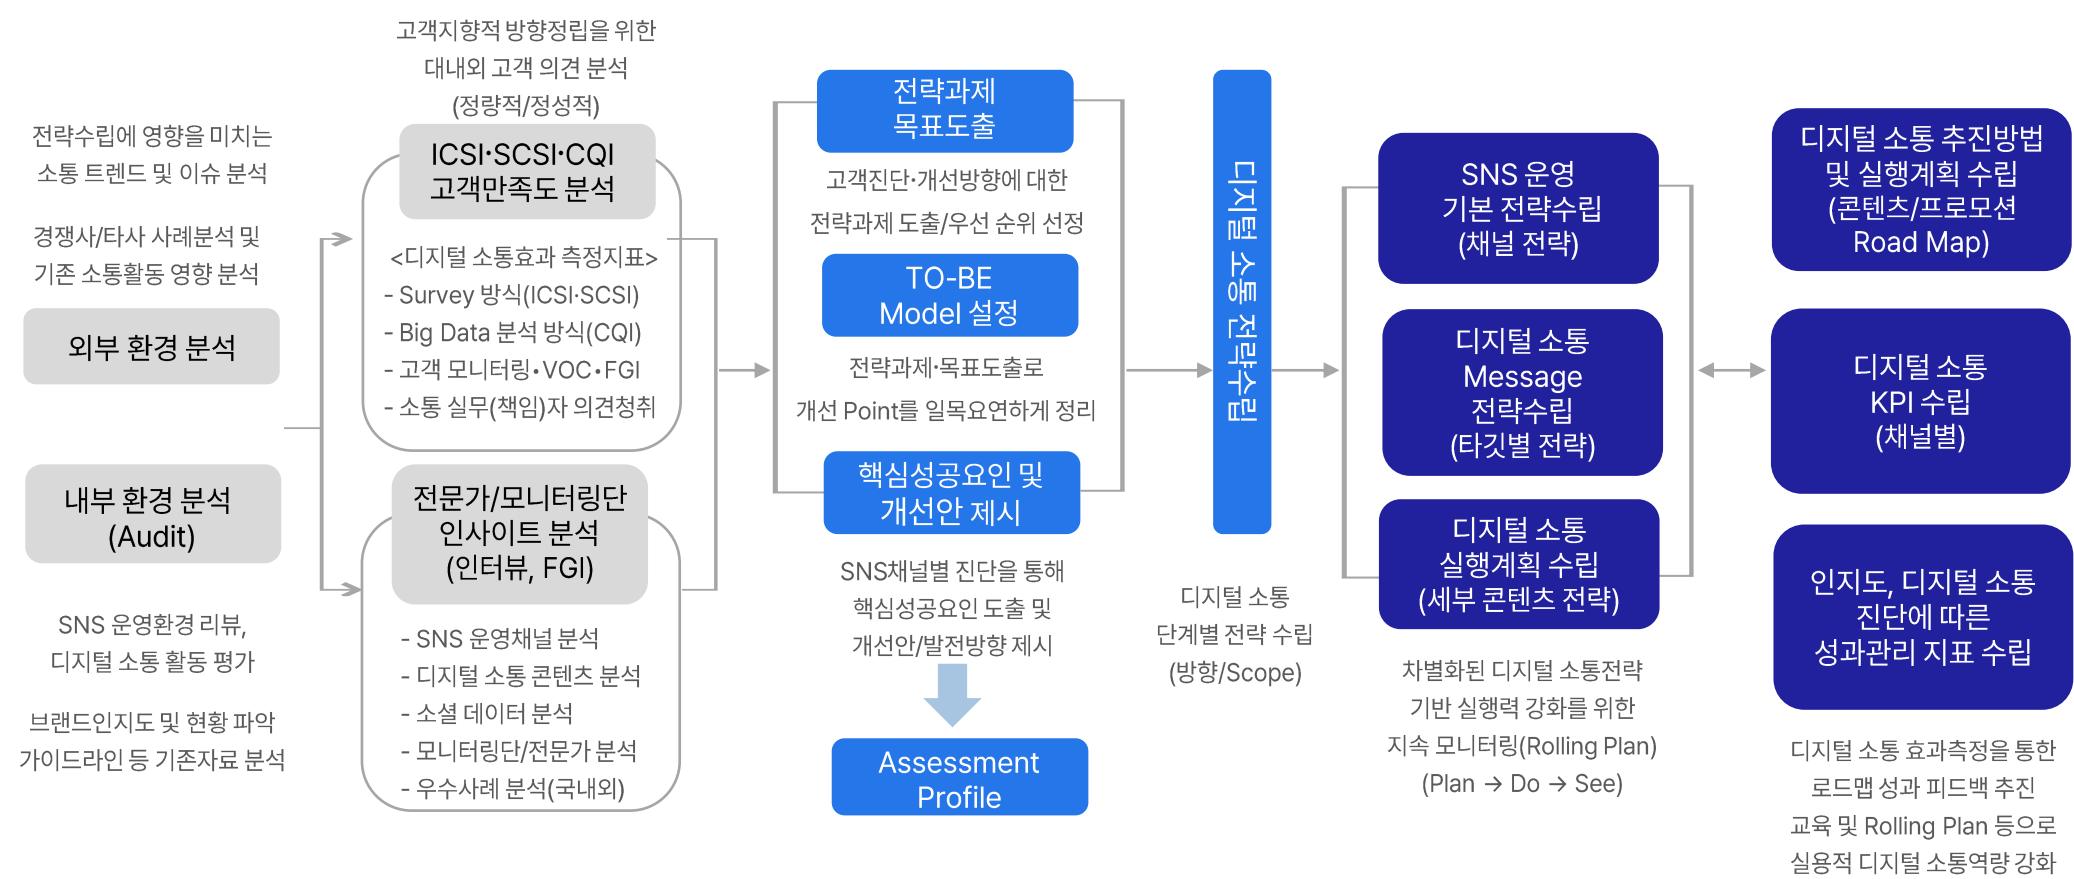 전략수립에 영향을 미치는
소통 트렌드 및 이슈 분석
경쟁사/타사 사례분석 및
기존 소통활동 영향 분석
외부 환경 분석
내부 환경 분석
(Audit)
SNS 운영환경 리뷰,
디지털 소통 활동 평가
브랜드인지도 및 현황 파악
가이드라인 등 기존자료 분석
고객지향적 방향정립을 위한
대내외 고객 의견 분석
(정량적/정성적)
ICSI·SCSI·CQI
고객만족도 분석
<디지털 소통효과 측정지표>
- Survey 방식(ICSI·SCSI)
- Big Data 분석 방식(CQI)
- 고객 모니터링·VOC·FGI
- 소통 실무(책임)자 의견청취
전문가/모니터링단
인사이트 분석
(인터뷰, FGI)
- SNS 운영채널 분석
- 디지털 소통 콘텐츠 분석
- 소셜 데이터 분석
- 모니터링단/전문가 분석
- 우수사례 분석(국내외)
전략과제
목표도출
고객진단·개선방향에 대한
전략과제 도출/우선 순위 선정
TO-BE
Model 설정
전략과제·목표도출로
개선 Point를 일목요연하게 정리
핵심성공요인 및
개선안 제시
SNS채널별 진단을 통해
핵심성공요인 도출 및
개선안/발전방향 제시
Assessment
Profile
디지털 소통 전략수립
디지털 소통
단계별 전략 수립
(방향/Scope)
SNS 운영
기본 전략수립
(채널 전략)
디지털 소통
Message
전략수립
(타깃별 전략)
디지털 소통
실행계획 수립
(세부 콘텐츠 전략)
차별화된 디지털 소통전략
기반 실행력 강화를 위한
지속 모니터링(Rolling Plan)
(Plan → Do → See)
디지털 소통 추진방법
및 실행계획 수립
(콘텐츠/프로모션
Road Map)
디지털 소통
KPI 수립
(채널별)
인지도, 디지털 소통
진단에 따른
성과관리 지표 수립
디지털 소통 효과측정을 통한
로드맵 성과 피드백 추진
교육 및 Rolling Plan 등으로
실용적 디지털 소통역량 강화